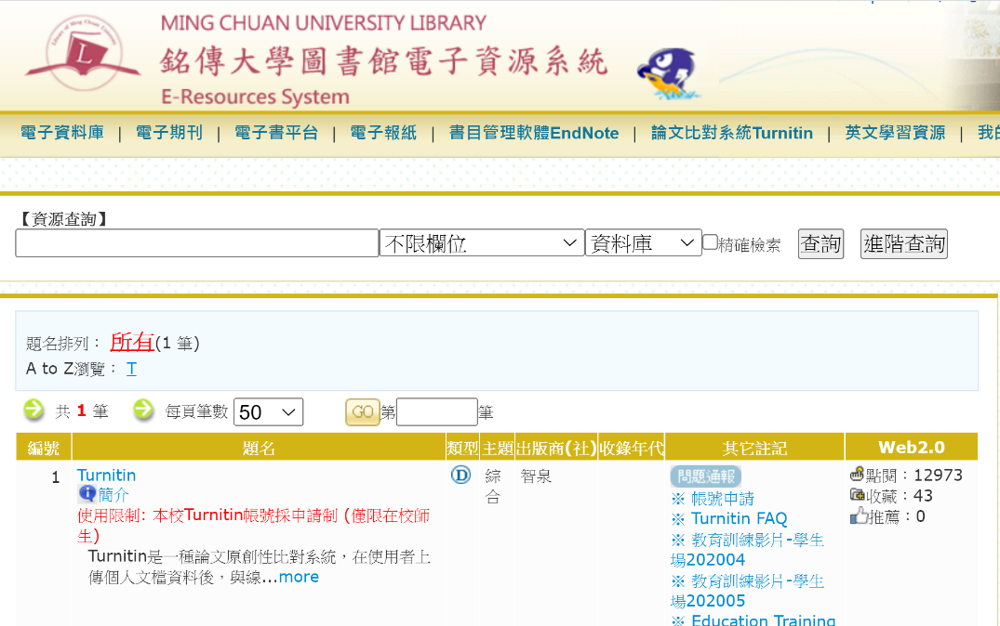 MING CHUAN UNIVERSITY LIBRARY
銘傳大學圖書館電子資源系統
E-Resources System
電子資料庫 | 電子期刊 | 電子書平台 | 電子報紙 | 書目管理軟體EndNote | 論文比對系統Turnitin | 英文學習資源 | 我的
【資源查詢】
不限欄位 資料庫 精確檢索 查詢 進階查詢
題名排列： 所有(1 筆)
A to Z瀏覽： T
共 1 筆 每頁筆數 50 GO 第 筆
編號 題名 類型 主題 出版商(社) 收錄年代 其它註記 Web2.0
1 Turnitin D 綜合 智泉 問題通報 點閱：12973
簡介 ※ 帳號申請 收藏：43
使用限制: 本校Turnitin帳號採申請制 (僅限在校師 ※ Turnitin FAQ 推薦：0
生) ※ 教育訓練影片-學生
Turnitin是一種論文原創性比對系統，在使用者上 場202004
傳個人文檔資料後，與線...more ※ 教育訓練影片-學生
場202005
※ Education Training